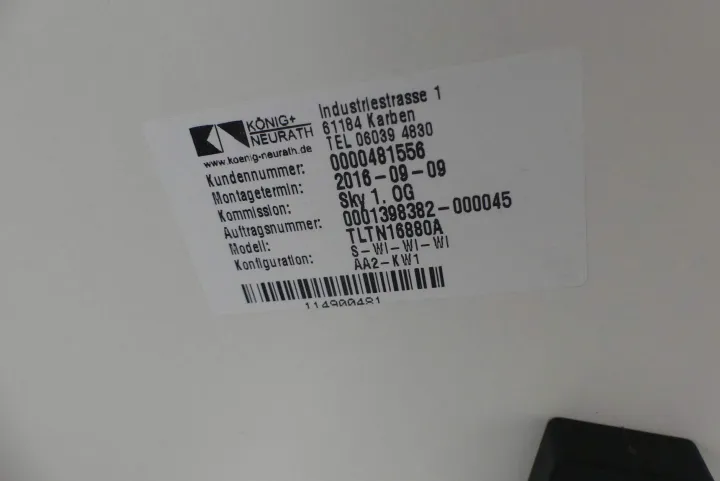 KÖNIG+
NEURATH
www.koenig-neurath.de
Industriestrasse 1
61184 Karben
TEL 06039 4830
Kundennummer: 0000481556
Montagetermin: 2016-09-09
Kommission: Sky 1. OG
Auftragsnummer: 0001398382-000045
Modell: TLTN16880A
Konfiguration: S-WI-WI-WI
AA2-KW1
114900481